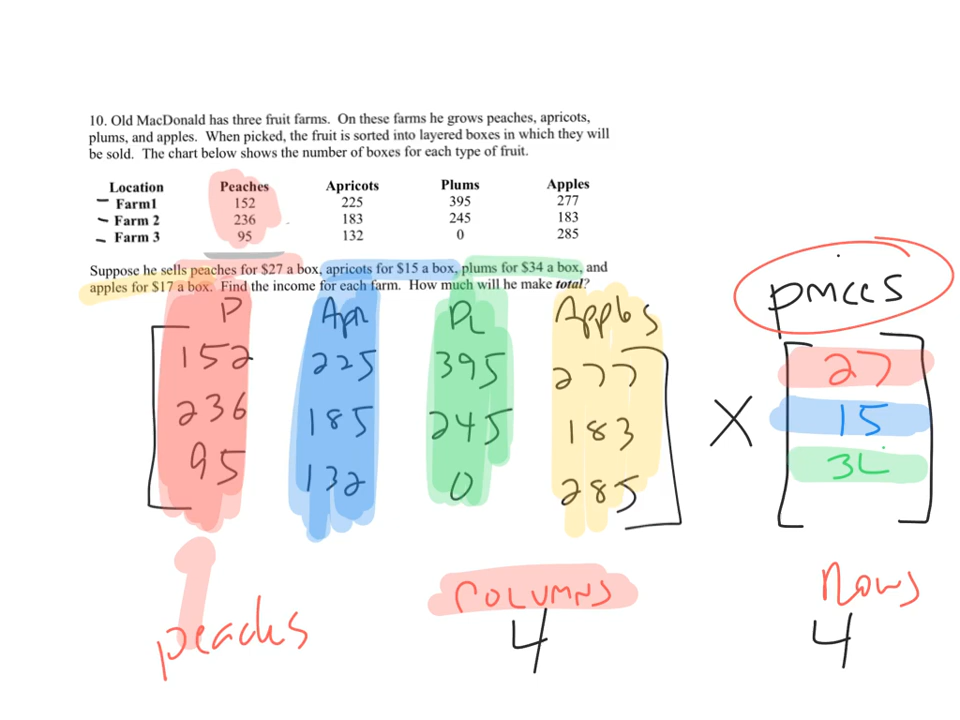 10. Old MacDonald has three fruit farms. On these farms he grows peaches, apricots,
plums, and apples. When picked, the fruit is sorted into layered boxes in which they will
be sold. The chart below shows the number of boxes for each type of fruit.
Location Peaches Apricots Plums Apples
Farm1 152 225 395 277
Farm 2 236 183 245 183
Farm 3 95 132 0 285
Suppose he sells peaches for $27 a box, apricots for $15 a box, plums for $34 a box, and
apples for $17 a box. Find the income for each farm. How much will he make total?
prices
P Apr PL Apples
152 225 395 277 27
236 185 245 183 X 15
95 132 0 285 34
COLUMNS rows
peaches 4 4